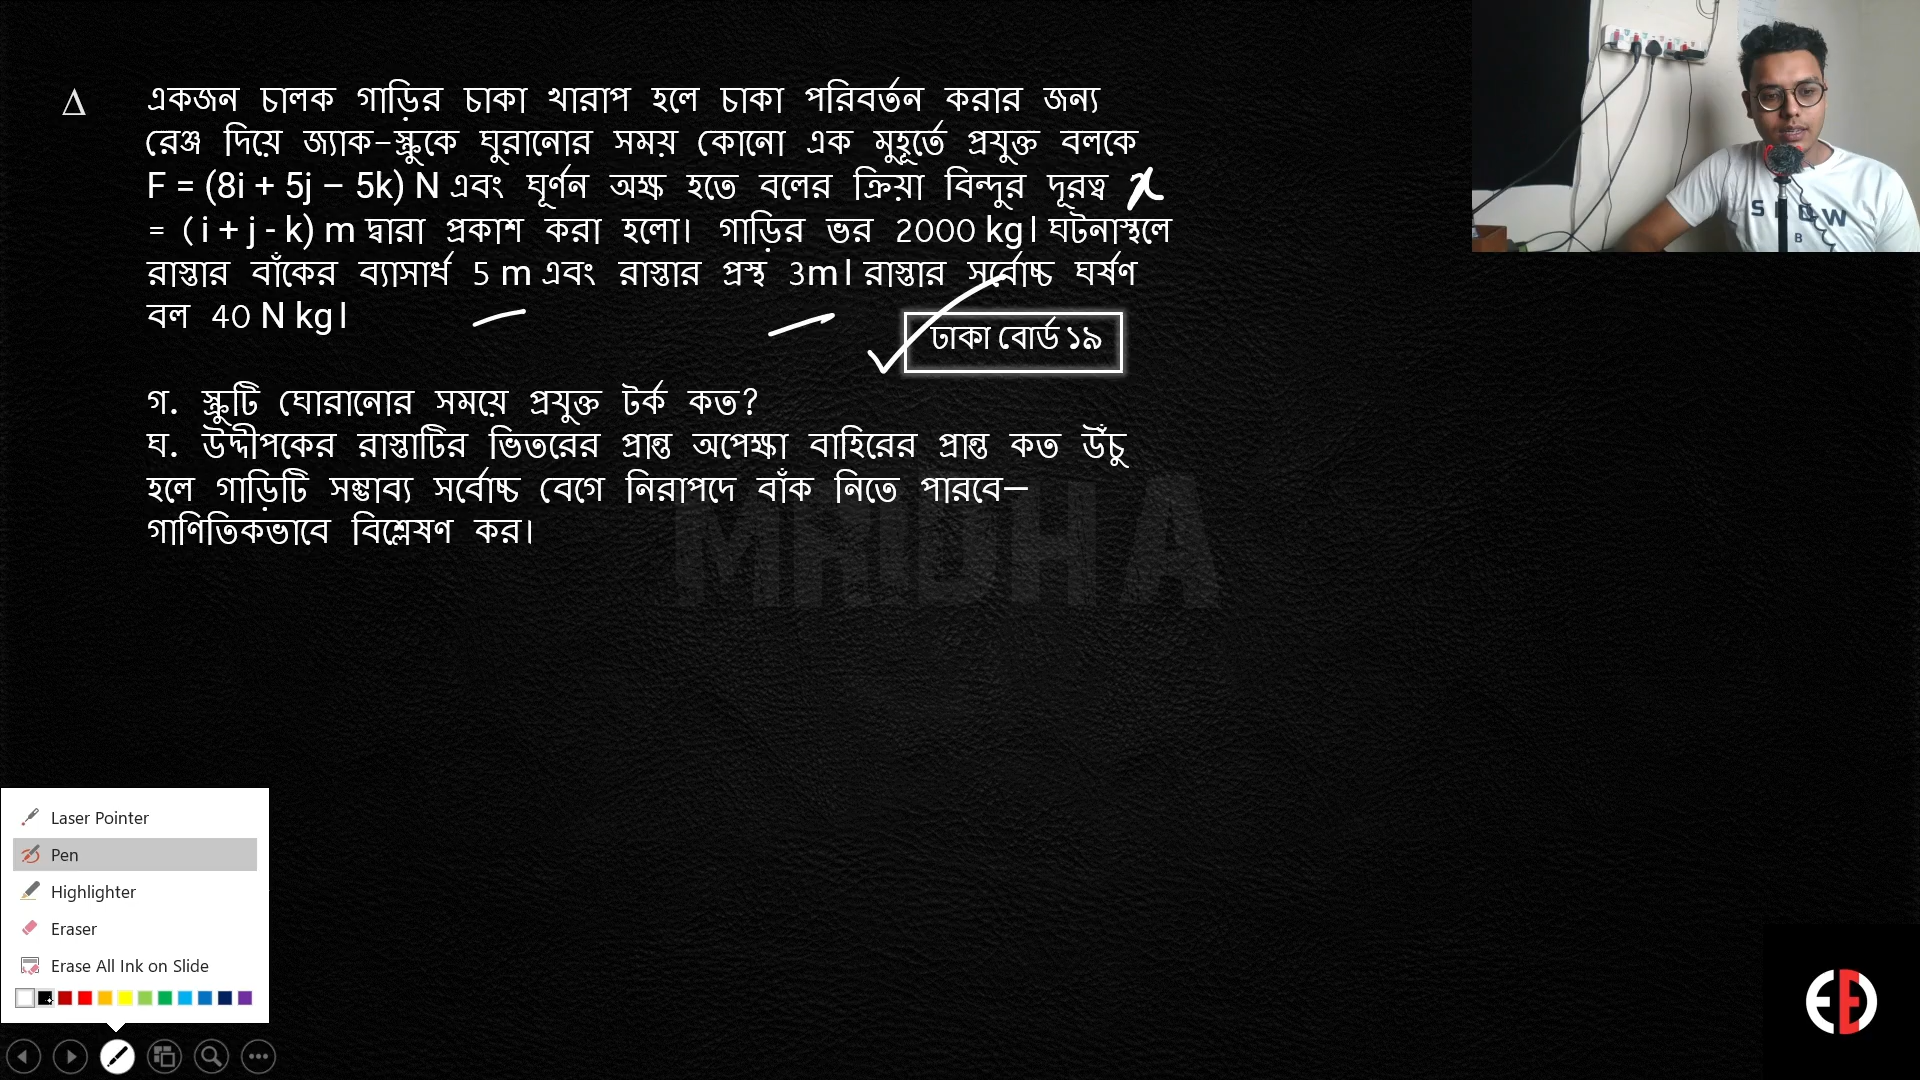 Δ একজন চালক গাড়ির চাকা খারাপ হলে চাকা পরিবর্তন করার জন্য
রেঞ্জ দিয়ে জ্যাক-স্ক্রুকে ঘুরানোর সময় কোনো এক মুহূর্তে প্রযুক্ত বলকে
F = (8i + 5j – 5k) N এবং ঘূর্ণন অক্ষ হতে বলের ক্রিয়া বিন্দুর দূরত্ব r
= ( i + j - k) m দ্বারা প্রকাশ করা হলো। গাড়ির ভর 2000 kg। ঘটনাস্থলে
রাস্তার বাঁকের ব্যাসার্ধ 5 m এবং রাস্তার প্রস্থ 3m। রাস্তার সর্বোচ্চ ঘর্ষণ
বল 40 N kg।
ঢাকা বোর্ড ১৯
গ. স্ক্রুটি ঘোরানোর সময়ে প্রযুক্ত টর্ক কত?
ঘ. উদ্দীপকের রাস্তাটির ভিতরের প্রান্ত অপেক্ষা বাহিরের প্রান্ত কত উঁচু
হলে গাড়িটি সম্ভাব্য সর্বোচ্চ বেগে নিরাপদে বাঁক নিতে পারবে—
গাণিতিকভাবে বিশ্লেষণ কর।
MRIDHA
Laser Pointer
Pen
Highlighter
Eraser
Erase All Ink on Slide